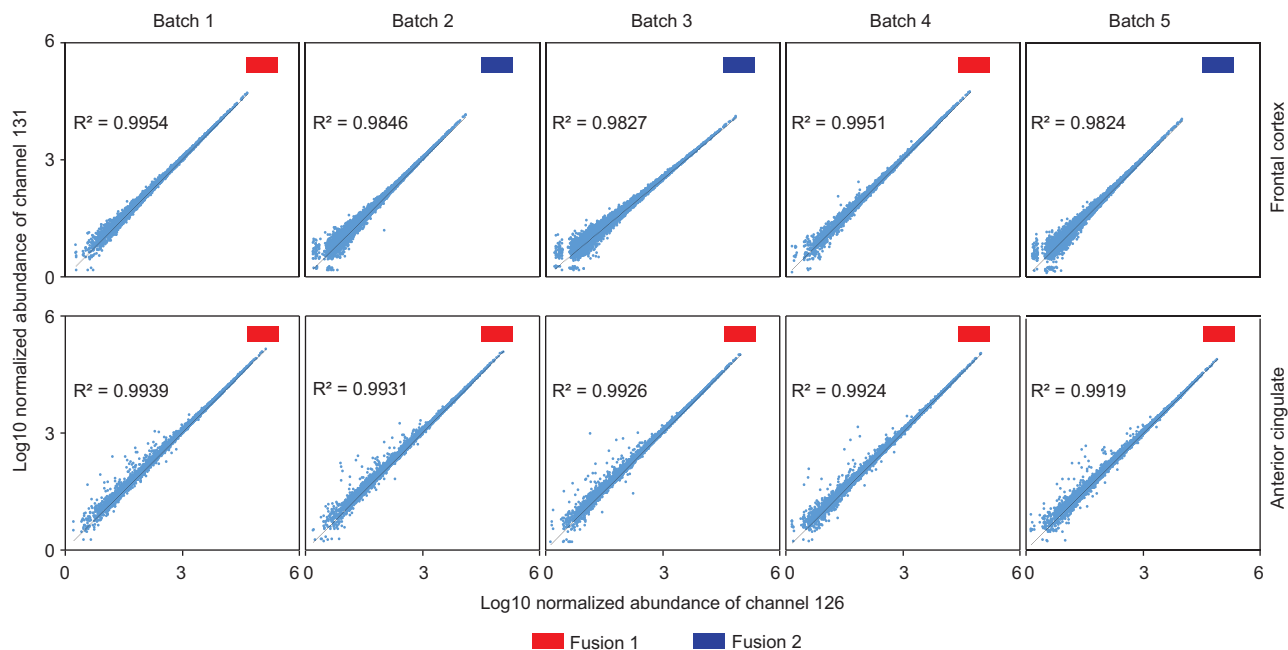 Batch 1 Batch 2 Batch 3 Batch 4 Batch 5
6
R² = 0.9954 R² = 0.9846 R² = 0.9827 R² = 0.9951 R² = 0.9824
3
0
Frontal cortex
Log10 normalized abundance of channel 131
6
R² = 0.9939 R² = 0.9931 R² = 0.9926 R² = 0.9924 R² = 0.9919
3
0
Anterior cingulate
0 3 6 0 3 6 0 3 6 0 3 6 0 3 6
Log10 normalized abundance of channel 126
Fusion 1 Fusion 2